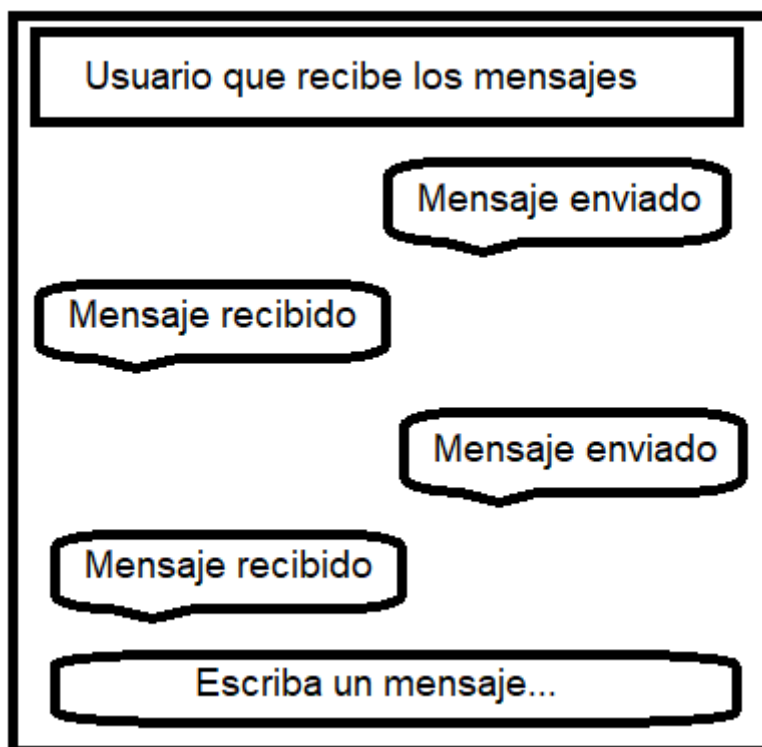 Usuario que recibe los mensajes
Mensaje enviado
Mensaje recibido
Mensaje enviado
Mensaje recibido
Escriba un mensaje...